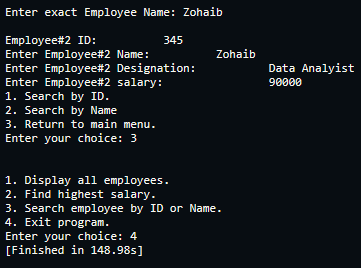 Enter exact Employee Name: Zohaib
Employee#2 ID: 345
Enter Employee#2 Name: Zohaib
Enter Employee#2 Designation: Data Analyist
Enter Employee#2 salary: 90000
1. Search by ID.
2. Search by Name
3. Return to main menu.
Enter your choice: 3
1. Display all employees.
2. Find highest salary.
3. Search employee by ID or Name.
4. Exit program.
Enter your choice: 4
[Finished in 148.98s]